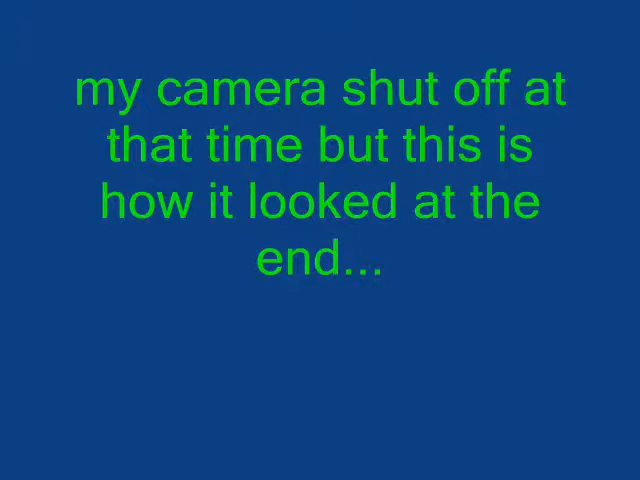 my camera shut off at
that time but this is
how it looked at the
end...